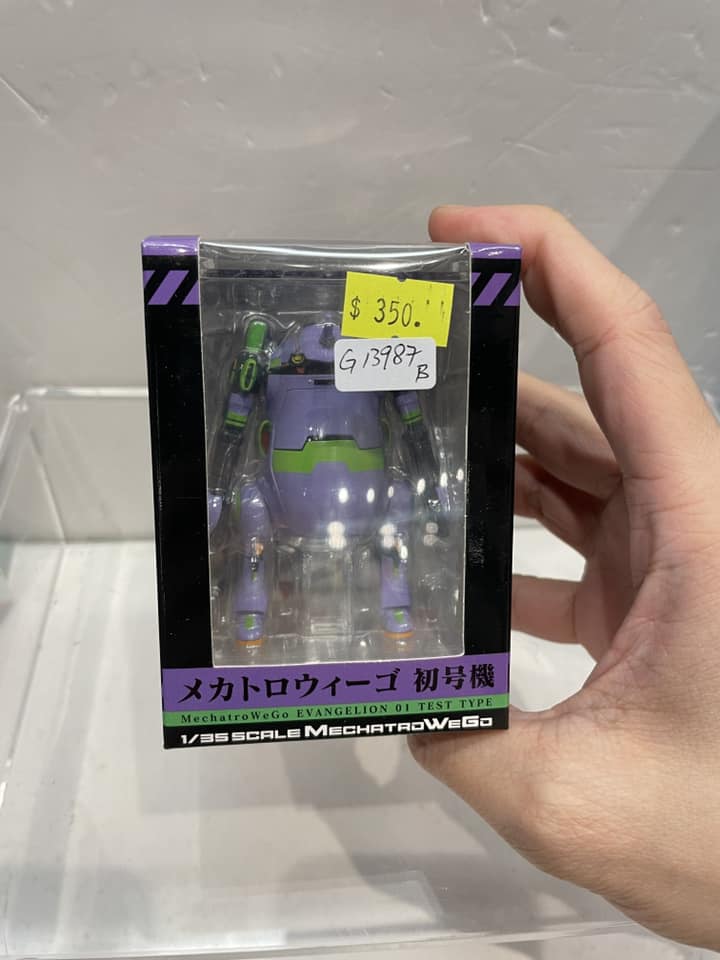 $ 350.
G13987
B
メカトロウィーゴ 初号機
MechatroWeGo EVANGELION 01 TEST TYPE
1/35 SCALE MECHATROWEGO